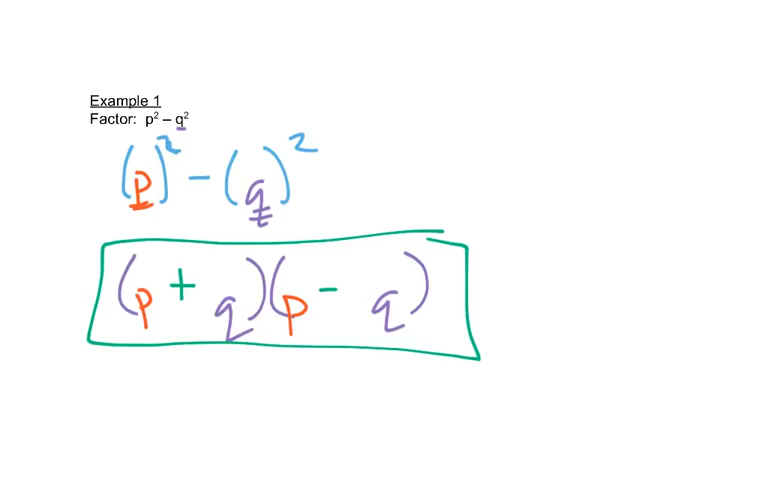 Example 1
Factor: p² – q²
(p)² - (q)²
(p + q)(p - q)